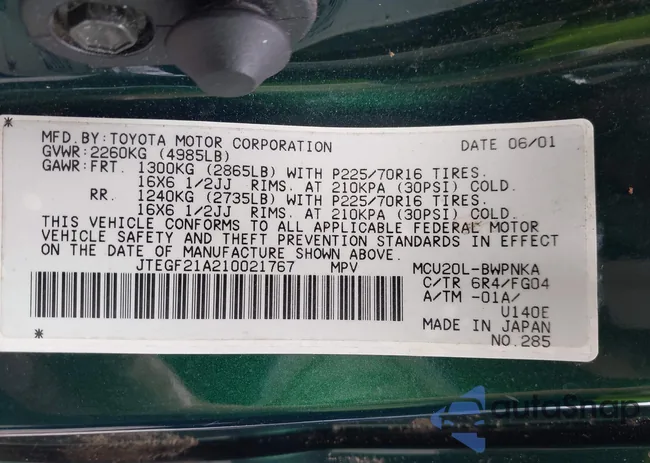 *
MFD. BY: TOYOTA MOTOR CORPORATION DATE 06/01
GVWR: 2260KG (4985LB)
GAWR: FRT. 1300KG (2865LB) WITH P225/70R16 TIRES.
16X6 1/2JJ RIMS. AT 210KPA (30PSI) COLD.
RR. 1240KG (2735LB) WITH P225/70R16 TIRES.
16X6 1/2JJ RIMS. AT 210KPA (30PSI) COLD.
THIS VEHICLE CONFORMS TO ALL APPLICABLE FEDERAL MOTOR
VEHICLE SAFETY AND THEFT PREVENTION STANDARDS IN EFFECT
ON THE DATE OF MANUFACTURE SHOWN ABOVE.
JTEGF21A210021767 MPV MCU20L-BWPNKA
C/TR 6R4/FG04
A/TM -01A/
U140E
MADE IN JAPAN
* NO.285
autoSnap